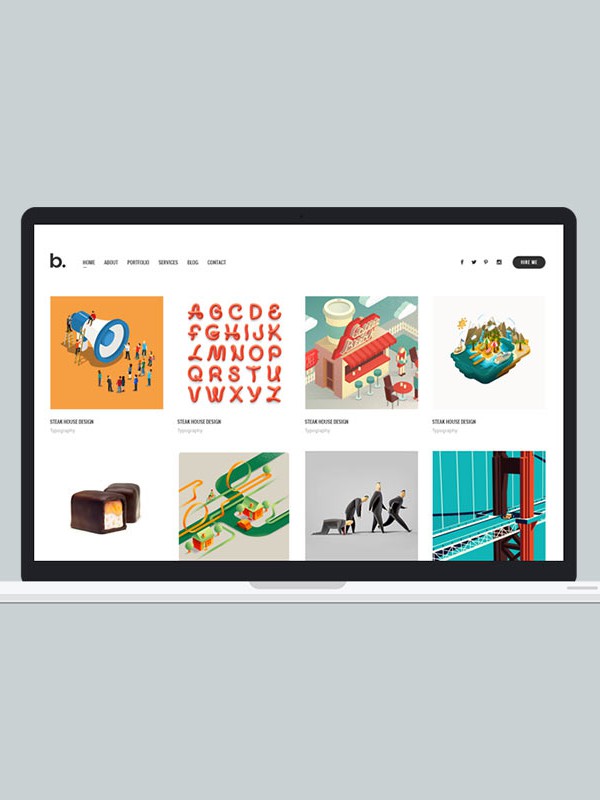 b. HOME ABOUT PORTFOLIO SERVICES BLOG CONTACT HIRE ME
A B C D E
F G H I J K
L M N O P
Q R S T U
V W X Y Z
STEAK HOUSE DESIGN STEAK HOUSE DESIGN STEAK HOUSE DESIGN STEAK HOUSE DESIGN
Typography Typography Typography Typography